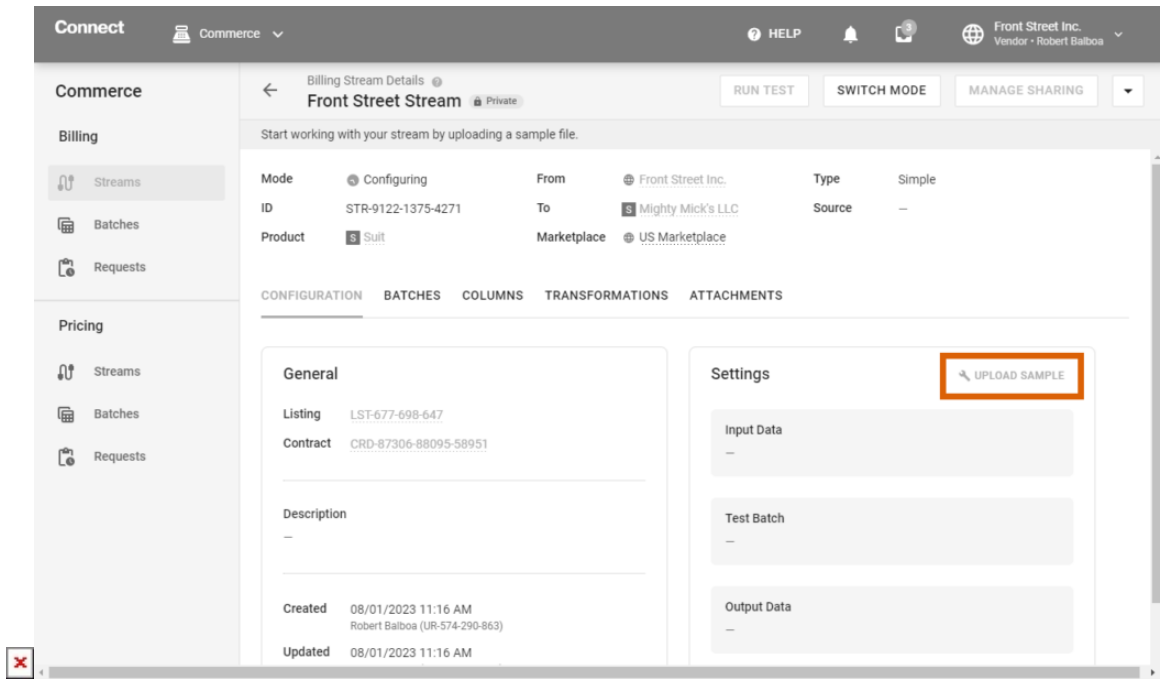 Connect
Commerce
HELP
3
Front Street Inc.
Vendor • Robert Balboa
Commerce
Billing
Streams
Batches
Requests
Pricing
Streams
Batches
Requests
Billing Stream Details
Front Street Stream Private
RUN TEST
SWITCH MODE
MANAGE SHARING
Start working with your stream by uploading a sample file.
Mode Configuring From Front Street Inc. Type Simple
ID STR-9122-1375-4271 To S Mighty Mick's LLC Source –
Product S Suit Marketplace US Marketplace
CONFIGURATION BATCHES COLUMNS TRANSFORMATIONS ATTACHMENTS
General
Listing LST-677-698-647
Contract CRD-87306-88095-58951
Description
–
Created 08/01/2023 11:16 AM
Robert Balboa (UR-574-290-863)
Updated 08/01/2023 11:16 AM
Settings
UPLOAD SAMPLE
Input Data
–
Test Batch
–
Output Data
–